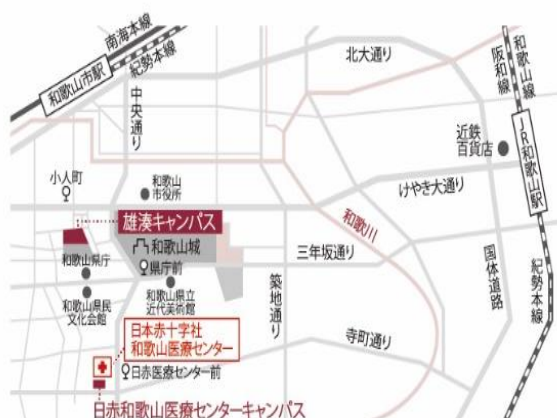 南海本線
紀勢本線
和歌山市駅
中央通り
北大通り
阪和線
和歌山線
JR和歌山駅
近鉄
百貨店
小人町
和歌山
市役所
けやき大通り
雄湊キャンパス
和歌川
和歌山城
三年坂通り
県庁前
和歌山県庁
国体道路
紀勢本線
和歌山県民
文化会館
和歌山県立
近代美術館
築地通り
日本赤十字社
和歌山医療センター
寺町通り
日赤医療センター前
日赤和歌山医療センターキャンパス